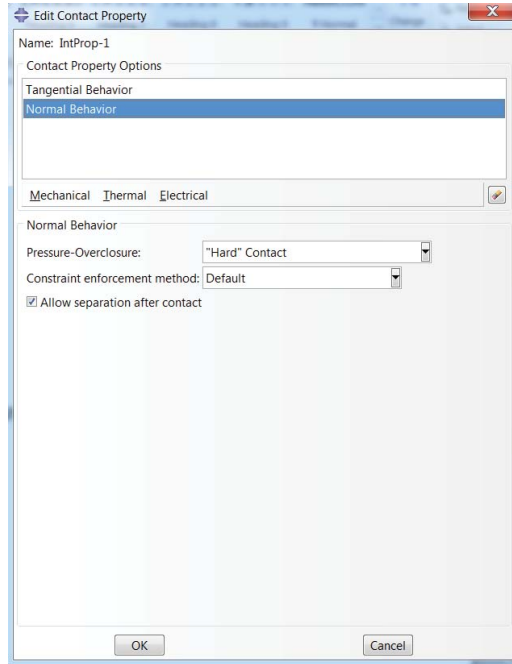 Edit Contact Property
Name: IntProp-1
Contact Property Options
Tangential Behavior
Normal Behavior
Mechanical Thermal Electrical
Normal Behavior
Pressure-Overclosure: "Hard" Contact
Constraint enforcement method: Default
Allow separation after contact
OK Cancel